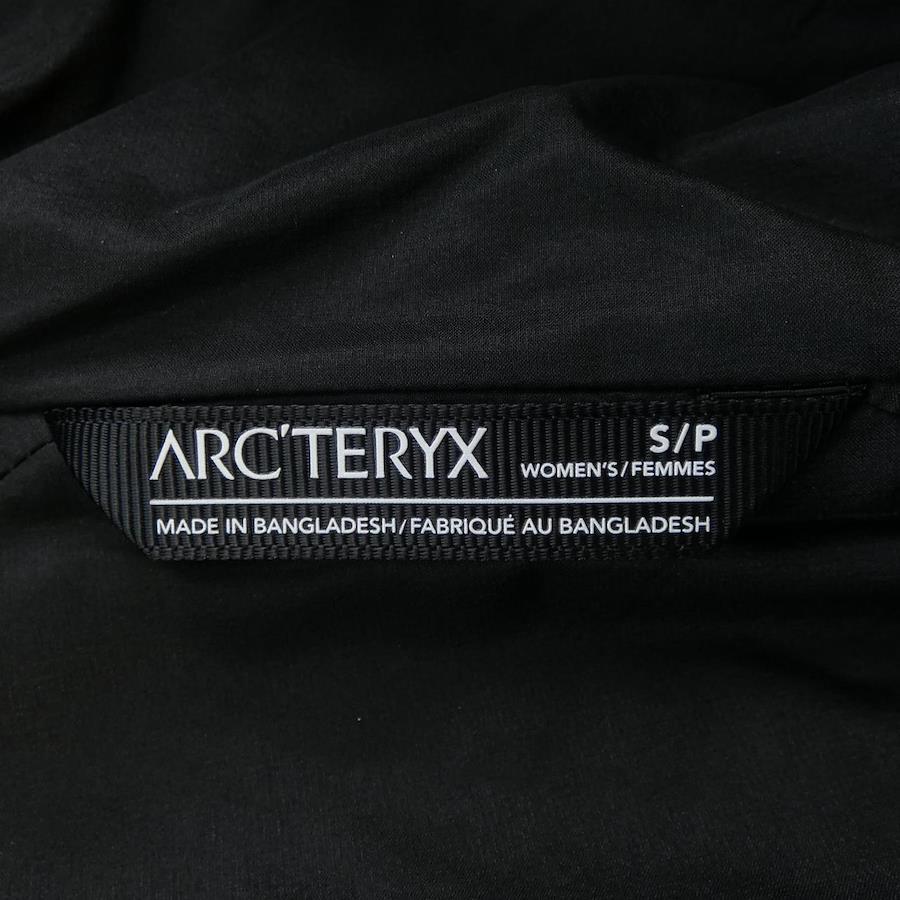 ARC'TERYX
S/P
WOMEN'S/FEMMES
MADE IN BANGLADESH/FABRIQUÉ AU BANGLADESH